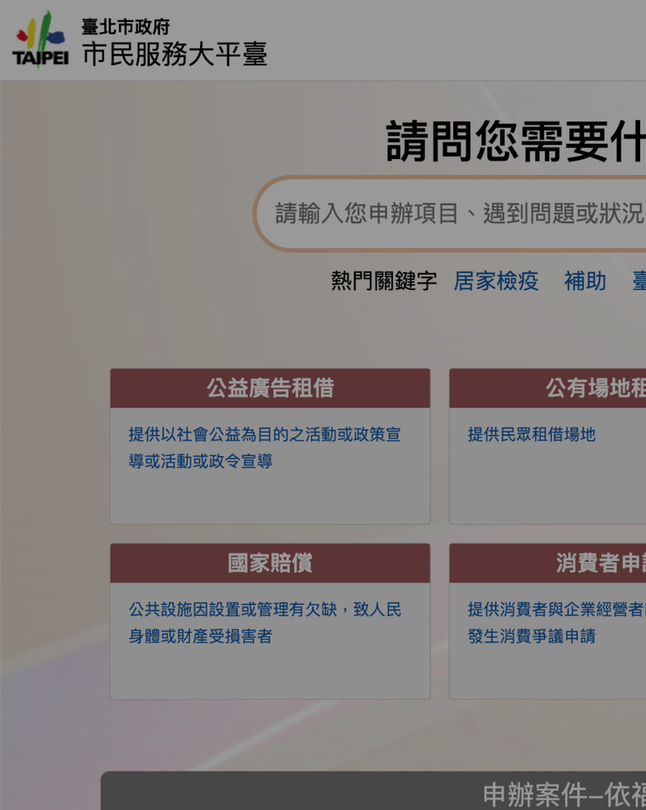 TAIPEI
臺北市政府
市民服務大平臺
請問您需要什
請輸入您申辦項目、遇到問題或狀況
熱門關鍵字 居家檢疫 補助 臺
公益廣告租借
提供以社會公益為目的之活動或政策宣
導或活動或政令宣導
公有場地租
提供民眾租借場地
國家賠償
公共設施因設置或管理有欠缺，致人民
身體或財產受損害者
消費者申
提供消費者與企業經營者
發生消費爭議申請
申辦案件–依福